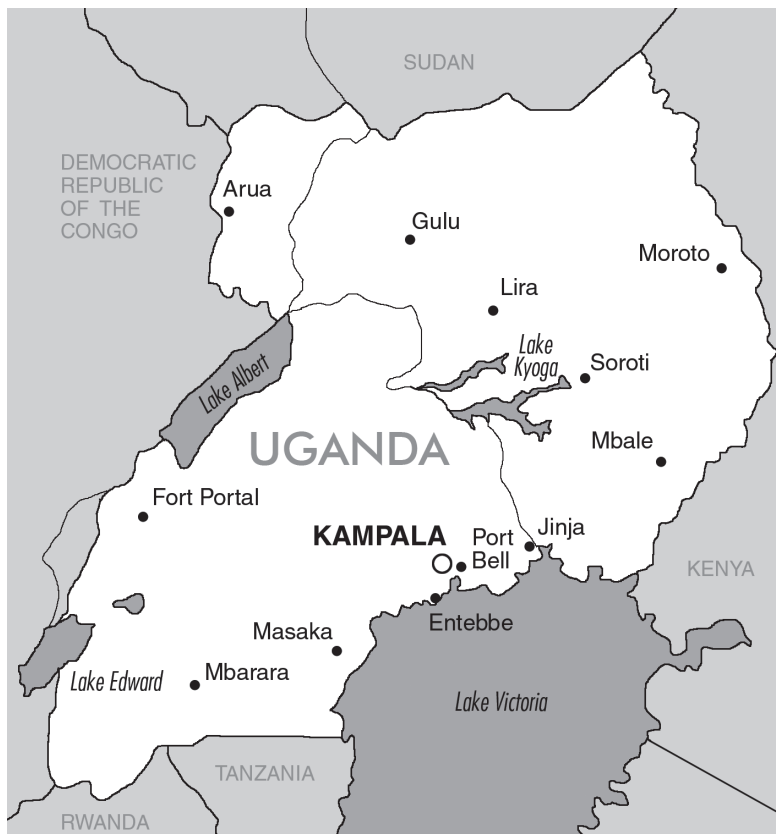 SUDAN
DEMOCRATIC
REPUBLIC
OF THE
CONGO
Arua
Gulu
Moroto
Lira
Lake
Kyoga
Soroti
Lake Albert
UGANDA
Mbale
Fort Portal
KAMPALA
Port
Bell
Jinja
KENYA
Entebbe
Masaka
Mbarara
Lake Edward
Lake Victoria
TANZANIA
RWANDA